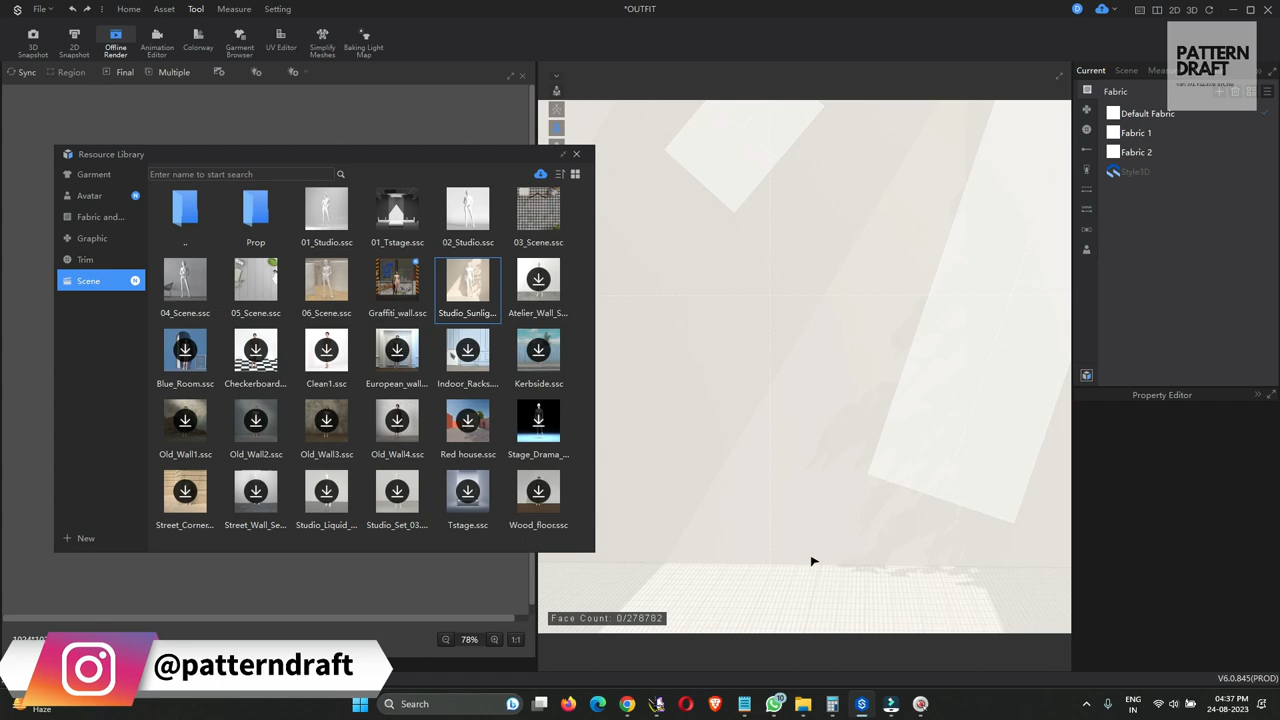 File
*OUTFIT
2D
3D
Home
Asset
Tool
Measure
Setting
3D Snapshot
2D Snapshot
Offline Render
Animation Editor
Colorway
Garment Browser
UV Editor
Simplify Meshes
Baking Light Map
PATTERN
DRAFT
Sync
Region
Final
Multiple
Current
Scene
Fabric
Default Fabric
Fabric 1
Fabric 2
Style3D
Property Editor
Resource Library
Enter name to start search
Garment
Avatar
N
Fabric and...
Graphic
Trim
Scene
N
New
..
Prop
01_Studio.ssc
01_Tstage.ssc
02_Studio.ssc
03_Scene.ssc
04_Scene.ssc
05_Scene.ssc
06_Scene.ssc
Graffiti_wall.ssc
Studio_Sunlig...
Atelier_Wall_S...
Blue_Room.ssc
Checkerboard...
Clean1.ssc
European_wall...
Indoor_Racks....
Kerbside.ssc
Old_Wall1.ssc
Old_Wall2.ssc
Old_Wall3.ssc
Old_Wall4.ssc
Red house.ssc
Stage_Drama_...
Street_Corner...
Street_Wall_Se...
Studio_Liquid_...
Studio_Set_03....
Tstage.ssc
Wood_floor.ssc
Face Count: 0/278782
78%
1:1
@patterndraft
V6.0.845(PROD)
Haze
Search
10
ENG
IN
04:37 PM
24-08-2023